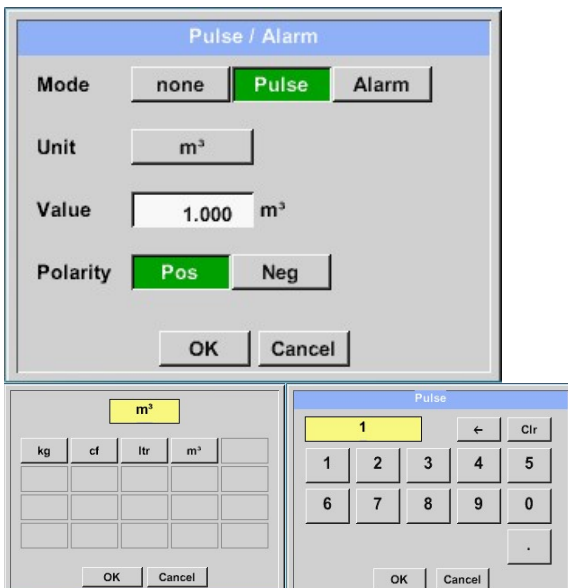 Pulse / Alarm
Mode none Pulse Alarm
Unit m³
Value 1.000 m³
Polarity Pos Neg
OK Cancel
m³
kg cf ltr m³
OK Cancel
Pulse
1 ← Clr
1 2 3 4 5
6 7 8 9 0
.
OK Cancel